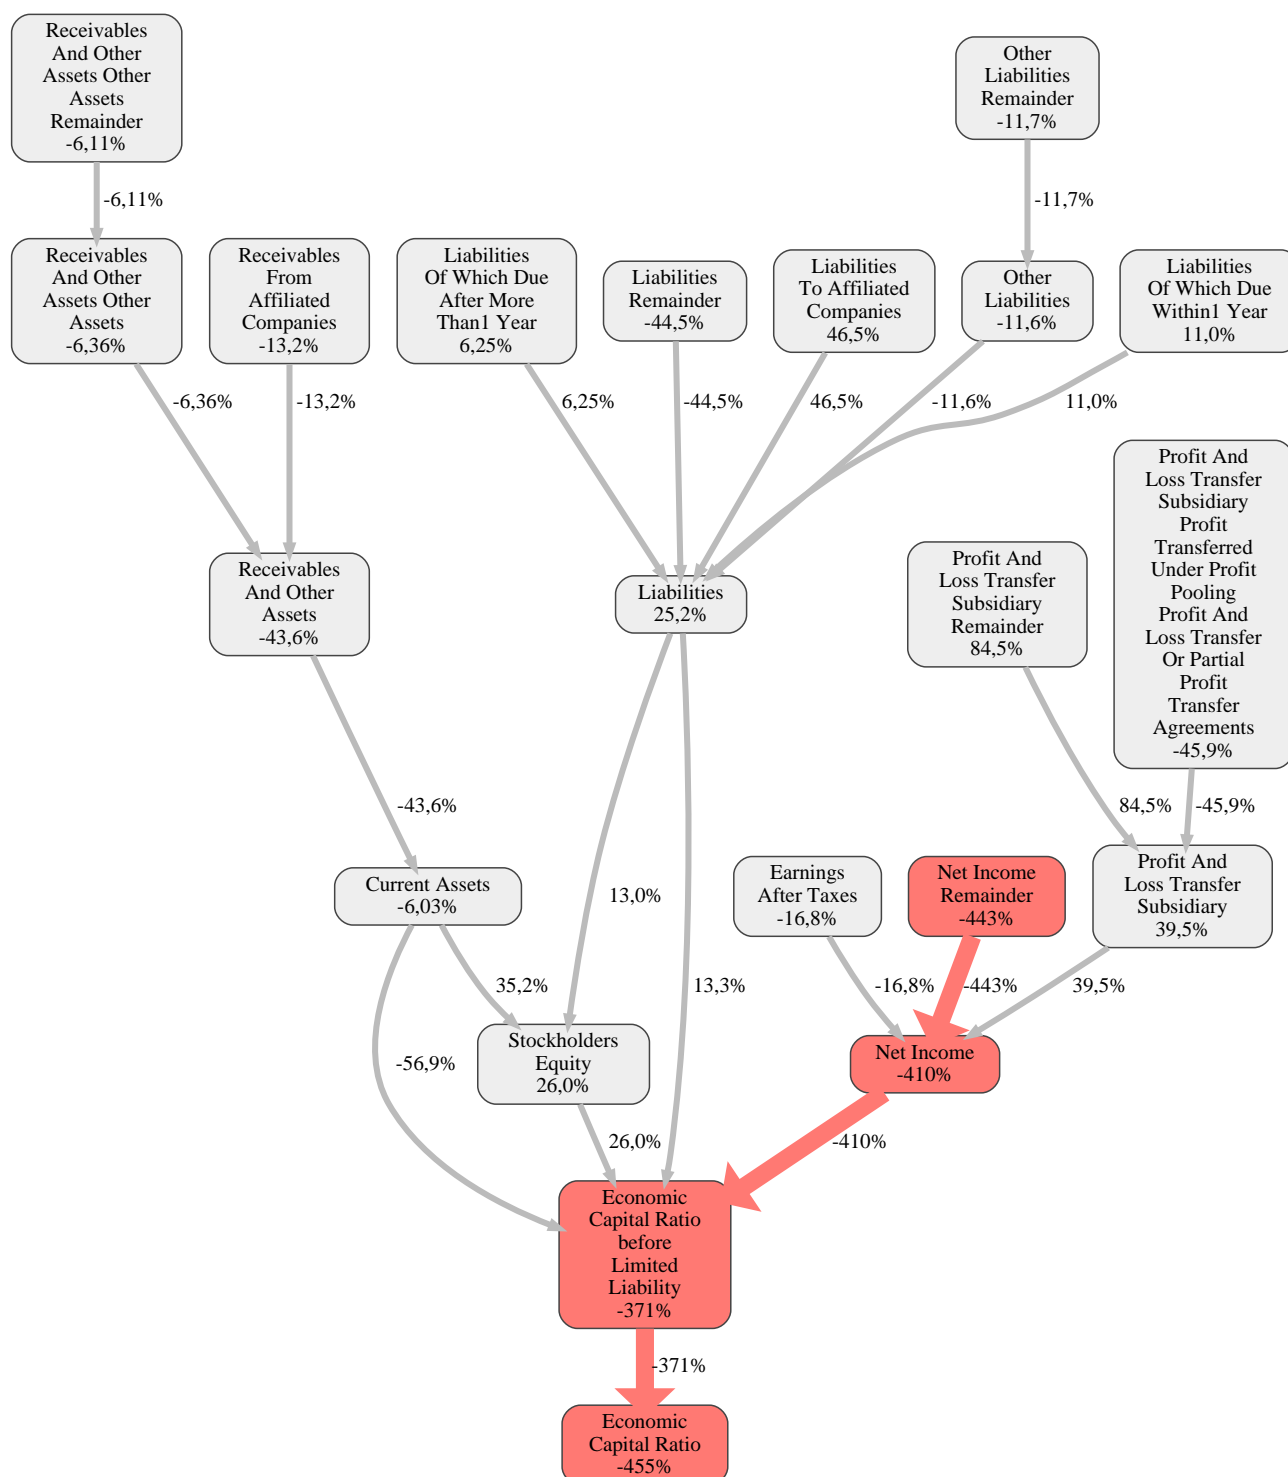 Receivables
And Other
Assets Other
Assets
Remainder
-6,11%
Other
Liabilities
Remainder
-11,7%
-6,11%
-11,7%
Receivables
And Other
Assets Other
Assets
-6,36%
Receivables
From
Affiliated
Companies
-13,2%
Liabilities
Of Which Due
After More
Than1 Year
6,25%
Liabilities
Remainder
-44,5%
Liabilities
To Affiliated
Companies
46,5%
Other
Liabilities
-11,6%
Liabilities
Of Which Due
Within1 Year
11,0%
-6,36%
-13,2%
6,25%
-44,5%
46,5%
-11,6%
11,0%
Profit And
Loss Transfer
Subsidiary
Profit
Transferred
Under Profit
Pooling
Profit And
Loss Transfer
Or Partial
Profit
Transfer
Agreements
-45,9%
Receivables
And Other
Assets
-43,6%
Liabilities
25,2%
Profit And
Loss Transfer
Subsidiary
Remainder
84,5%
-43,6%
84,5%
-45,9%
Current Assets
-6,03%
13,0%
Earnings
After Taxes
-16,8%
Net Income
Remainder
-443%
Profit And
Loss Transfer
Subsidiary
39,5%
35,2%
13,3%
-16,8%
-443%
39,5%
-56,9%
Stockholders
Equity
26,0%
Net Income
-410%
26,0%
-410%
Economic
Capital Ratio
before
Limited
Liability
-371%
-371%
Economic
Capital Ratio
-455%